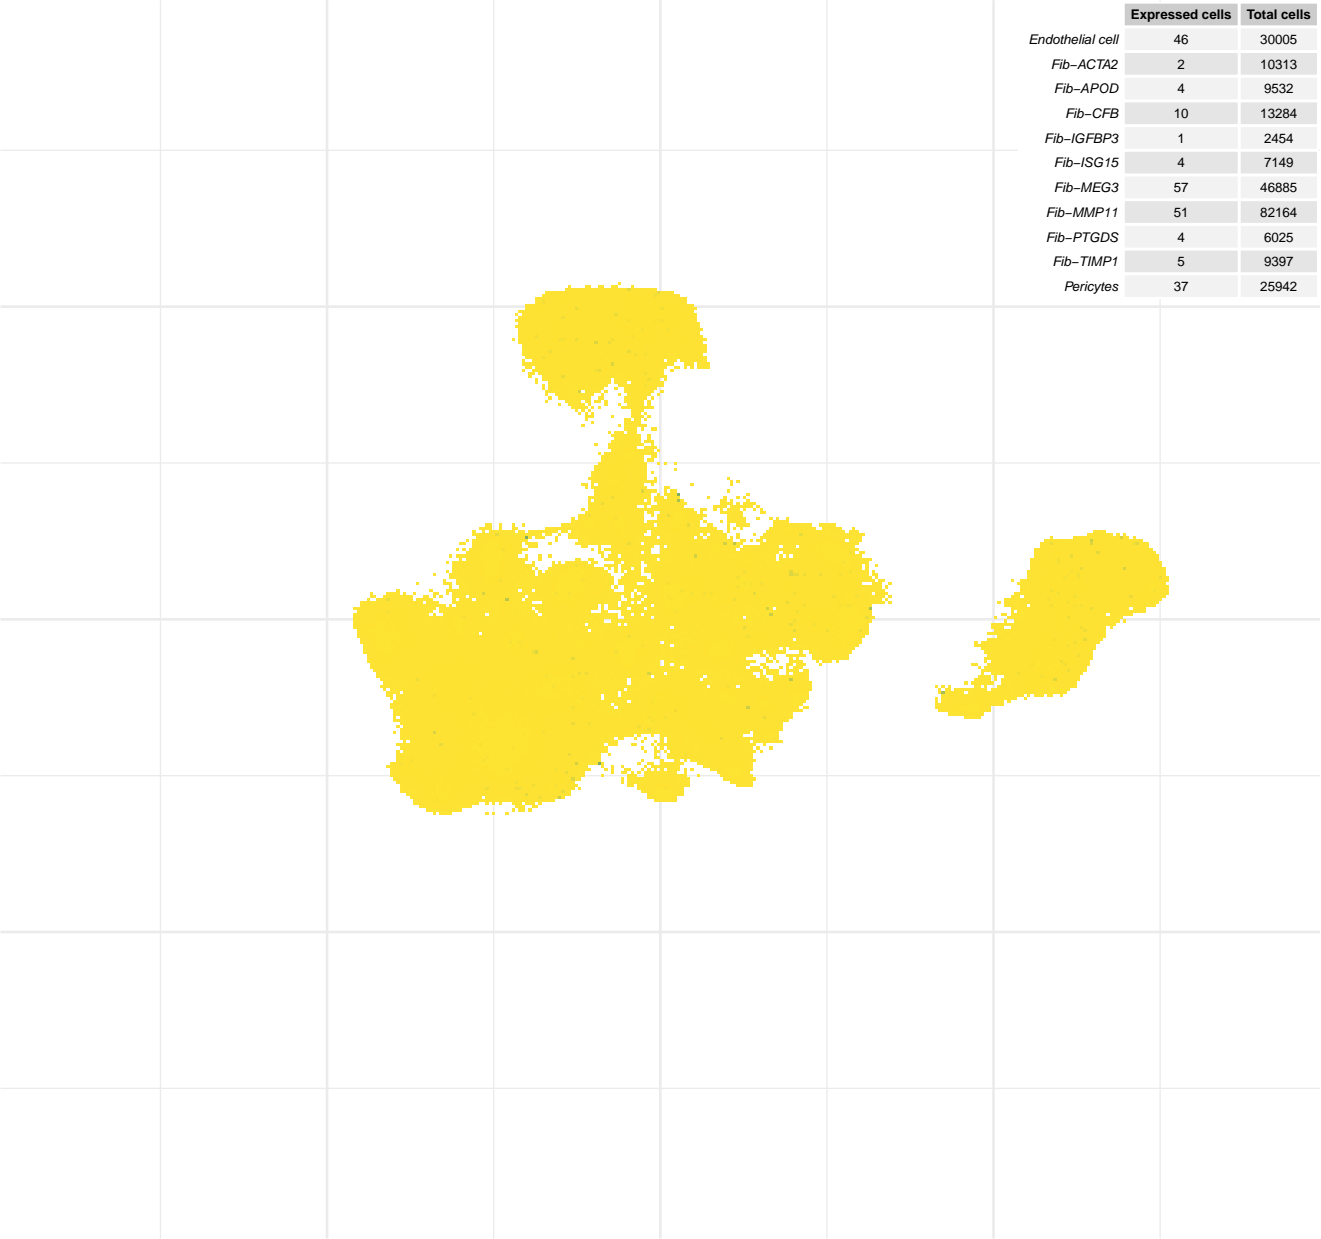 Expressed cells Total cells
Endothelial cell 46 30005
Fib−ACTA2 2 10313
Fib−APOD 4 9532
Fib−CFB 10 13284
Fib−IGFBP3 1 2454
Fib−ISG15 4 7149
Fib−MEG3 57 46885
Fib−MMP11 51 82164
Fib−PTGDS 4 6025
Fib−TIMP1 5 9397
Pericytes 37 25942